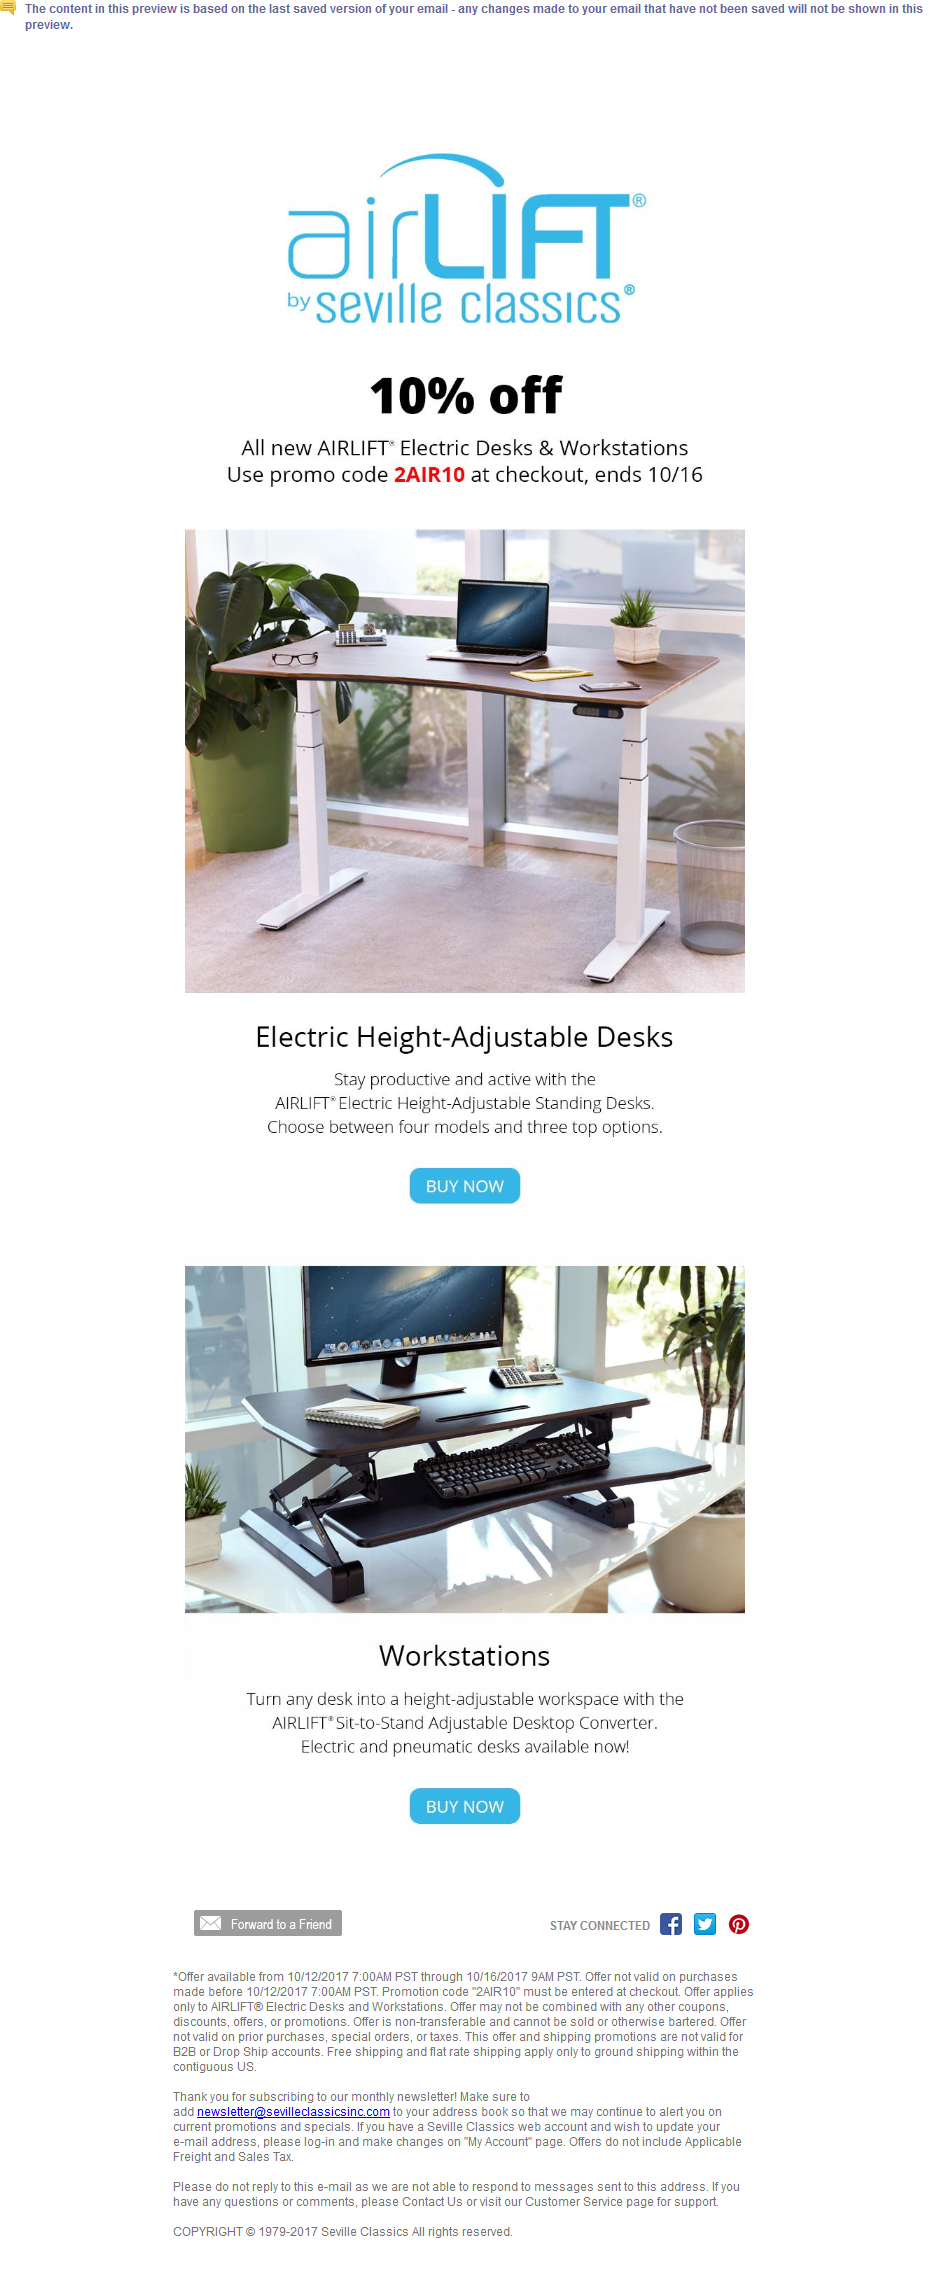 The content in this preview is based on the last saved version of your email - any changes made to your email that have not been saved will not be shown in this
preview.
airLIFT®
by seville classics®
10% off
All new AIRLIFT® Electric Desks & Workstations
Use promo code 2AIR10 at checkout, ends 10/16
Electric Height-Adjustable Desks
Stay productive and active with the
AIRLIFT® Electric Height-Adjustable Standing Desks.
Choose between four models and three top options.
BUY NOW
DELL
Workstations
Turn any desk into a height-adjustable workspace with the
AIRLIFT® Sit-to-Stand Adjustable Desktop Converter.
Electric and pneumatic desks available now!
BUY NOW
Forward to a Friend
STAY CONNECTED
*Offer available from 10/12/2017 7:00AM PST through 10/16/2017 9AM PST. Offer not valid on purchases
made before 10/12/2017 7:00AM PST. Promotion code "2AIR10" must be entered at checkout. Offer applies
only to AIRLIFT® Electric Desks and Workstations. Offer may not be combined with any other coupons,
discounts, offers, or promotions. Offer is non-transferable and cannot be sold or otherwise bartered. Offer
not valid on prior purchases, special orders, or taxes. This offer and shipping promotions are not valid for
B2B or Drop Ship accounts. Free shipping and flat rate shipping apply only to ground shipping within the
contiguous US.
Thank you for subscribing to our monthly newsletter! Make sure to
add newsletter@sevilleclassicsinc.com to your address book so that we may continue to alert you on
current promotions and specials. If you have a Seville Classics web account and wish to update your
e-mail address, please log-in and make changes on "My Account" page. Offers do not include Applicable
Freight and Sales Tax.
Please do not reply to this e-mail as we are not able to respond to messages sent to this address. If you
have any questions or comments, please Contact Us or visit our Customer Service page for support.
COPYRIGHT © 1979-2017 Seville Classics All rights reserved.